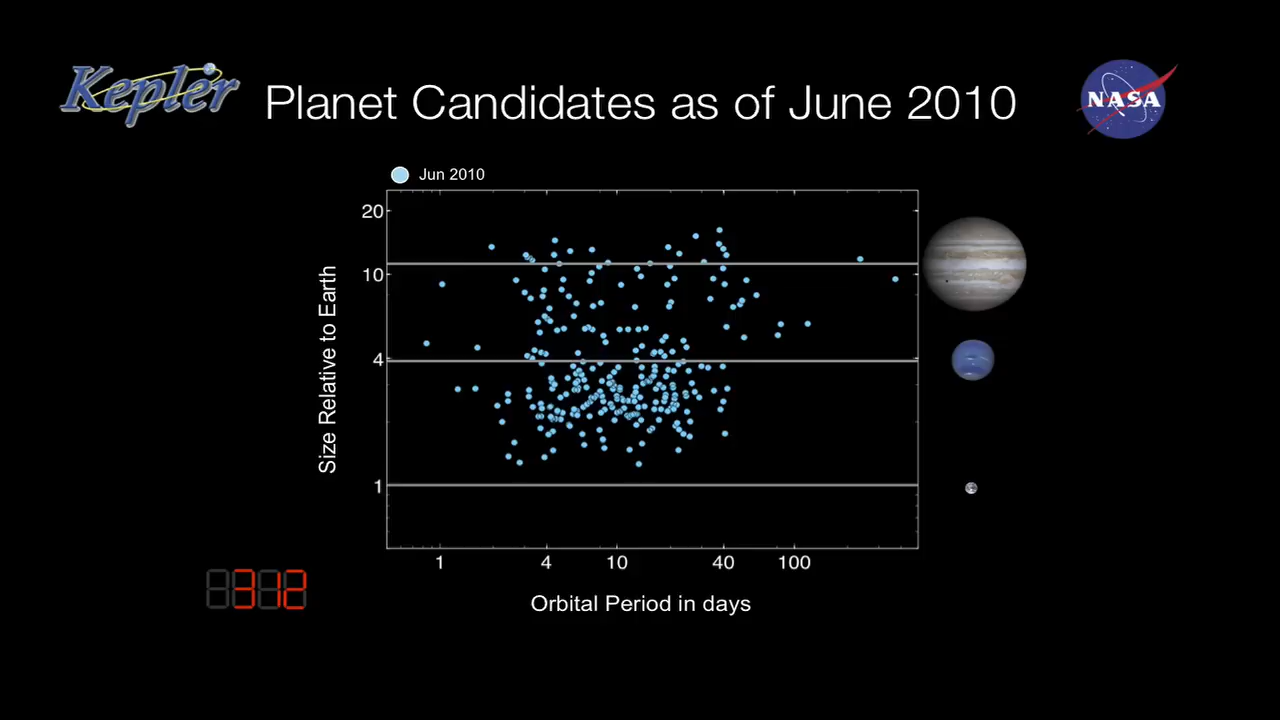 Kepler
Planet Candidates as of June 2010
NASA
Jun 2010
20
10
4
1
Size Relative to Earth
1 4 10 40 100
Orbital Period in days
312